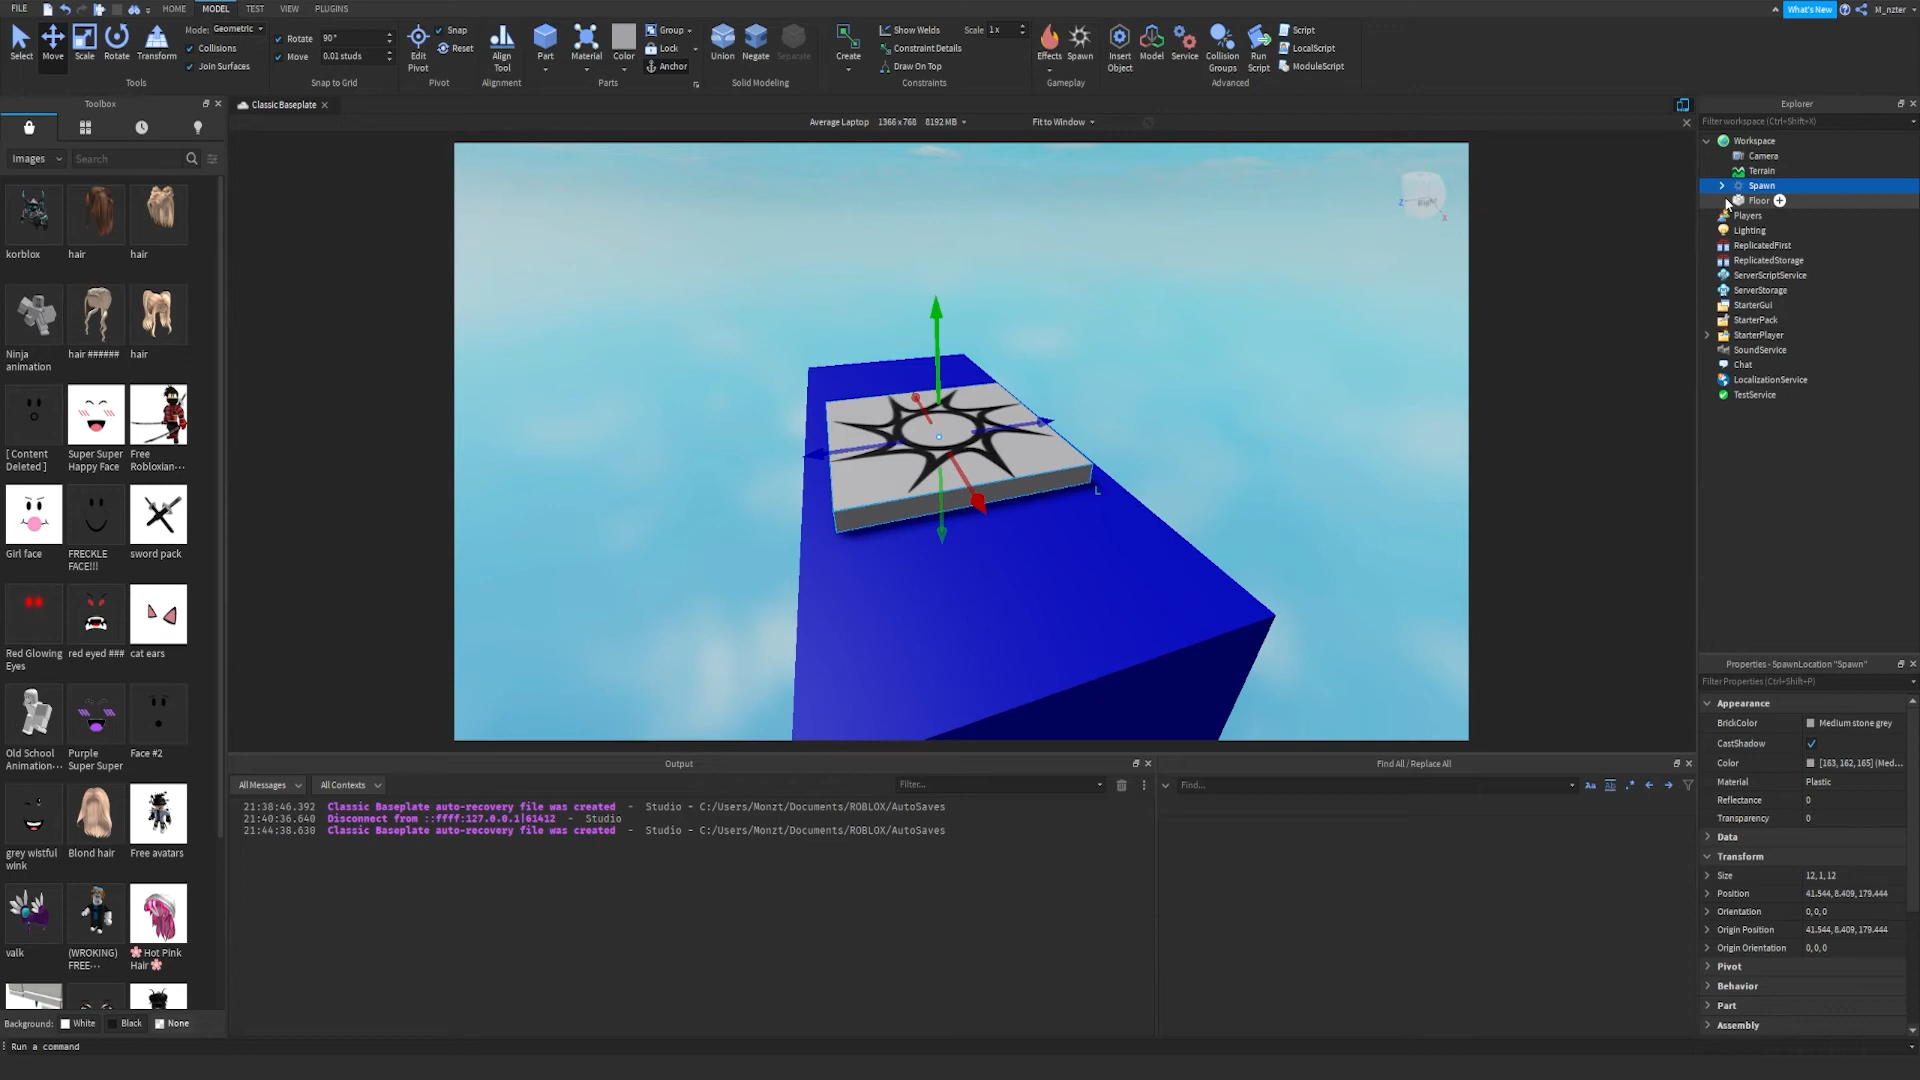 FILE HOME MODEL TEST VIEW PLUGINS What's New M_nzter
Select Move Scale Rotate Transform
Mode: Geometric
Collisions
Join Surfaces
Tools
Rotate 90°
Move 0.01 studs
Snap to Grid
Edit Pivot
Snap
Reset
Pivot
Align Tool
Alignment
Part Material Color
Group
Lock
Anchor
Parts
Union Negate Separate
Solid Modeling
Create
Show Welds Scale 1x
Constraint Details
Draw On Top
Constraints
Effects Spawn
Gameplay
Insert Object
Model
Service
Collision Groups
Run Script
Script
LocalScript
ModuleScript
Advanced
Toolbox
Images Search
korblox hair hair
Ninja animation
hair ######
hair
[ Content Deleted ]
Super Super Happy Face
Free Robloxian···
Girl face
FRECKLE FACE!!!
sword pack
Red Glowing Eyes
red eyed ###
cat ears
Old School Animation···
Purple Super Super
Face #2
grey wistful wink
Blond hair
Free avatars
valk
(WROKING) FREE···
🌸 Hot Pink Hair🌸
Background: White Black None
Run a command
Classic Baseplate
Average Laptop 1366 x 768 8192 MB Fit to Window
Right
Z
X
L
Output
All Messages All Contexts Filter...
21:38:46.392 Classic Baseplate auto-recovery file was created - Studio - C:/Users/Monzt/Documents/ROBLOX/AutoSaves
21:40:36.640 Disconnect from ::ffff:127.0.0.1|61412 - Studio
21:44:38.630 Classic Baseplate auto-recovery file was created - Studio - C:/Users/Monzt/Documents/ROBLOX/AutoSaves
Find All / Replace All
Find... Aa Ab .*
Explorer
Filter workspace (Ctrl+Shift+X)
Workspace
Camera
Terrain
Spawn
Floor
Players
Lighting
ReplicatedFirst
ReplicatedStorage
ServerScriptService
ServerStorage
StarterGui
StarterPack
StarterPlayer
SoundService
Chat
LocalizationService
TestService
Properties - SpawnLocation "Spawn"
Filter Properties (Ctrl+Shift+P)
Appearance
BrickColor Medium stone grey
CastShadow
Color [163, 162, 165] (Med...
Material Plastic
Reflectance 0
Transparency 0
Data
Transform
Size 12, 1, 12
Position 41.544, 8.409, 179.444
Orientation 0, 0, 0
Origin Position 41.544, 8.409, 179.444
Origin Orientation 0, 0, 0
Pivot
Behavior
Part
Assembly